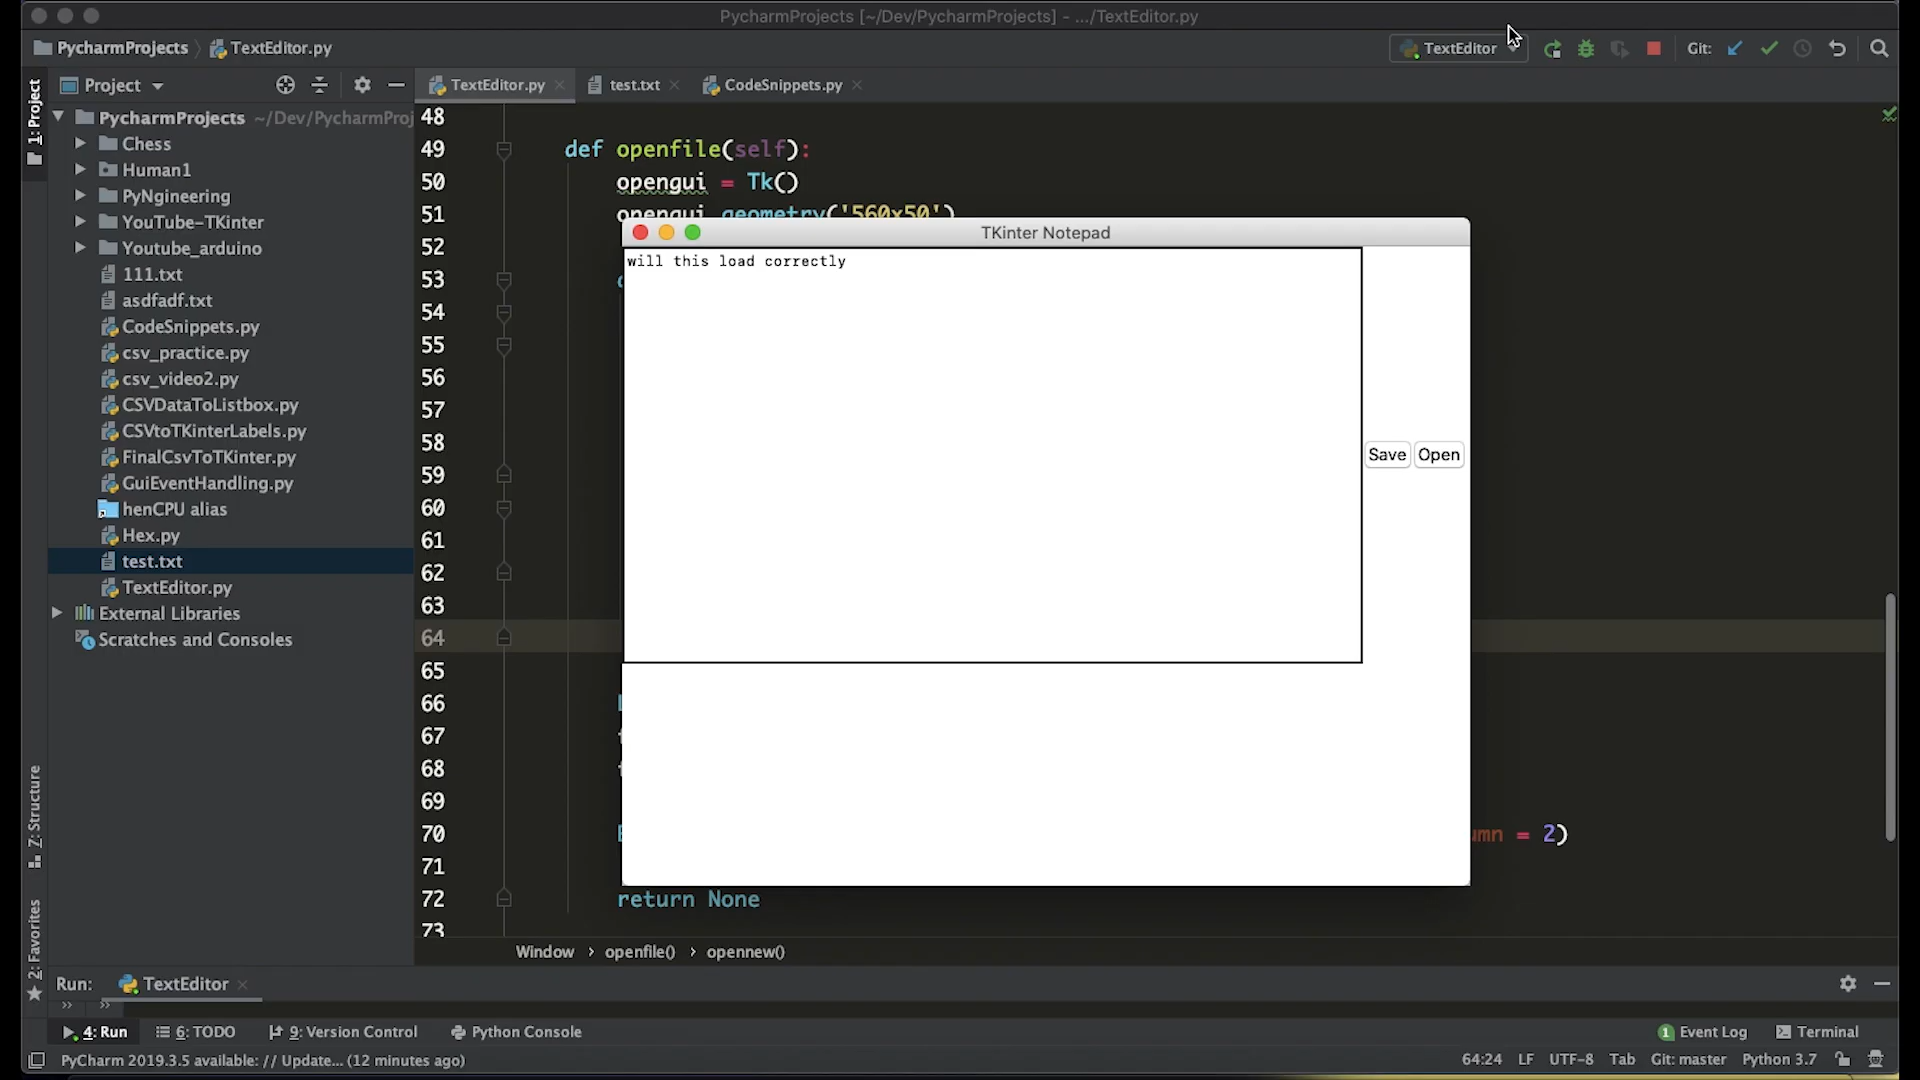 PycharmProjects [~/Dev/PycharmProjects] - .../TextEditor.py
PycharmProjects
TextEditor.py
TextEditor
Git:
1: Project
Project
TextEditor.py
test.txt
CodeSnippets.py
PycharmProjects ~/Dev/PycharmProj
Chess
Human1
PyNgineering
YouTube-TKinter
Youtube_arduino
111.txt
asdfadf.txt
CodeSnippets.py
csv_practice.py
csv_video2.py
CSVDataToListbox.py
CSVtoTKinterLabels.py
FinalCsvToTKinter.py
GuiEventHandling.py
henCPU alias
Hex.py
test.txt
TextEditor.py
External Libraries
Scratches and Consoles
48
49 def openfile(self):
50 opengui = Tk()
51 opengui.geometry('560x50')
52
53
54
55
56
57
58
59
60
61
62
63
64
65
66
67
68
69
70 umn = 2)
71
72 return None
73
TKinter Notepad
will this load correctly
Save
Open
Window › openfile() › opennew()
Z: Structure
2: Favorites
Run:
TextEditor
4: Run
6: TODO
9: Version Control
Python Console
1 Event Log
Terminal
PyCharm 2019.3.5 available: // Update... (12 minutes ago)
64:24 LF UTF-8 Tab Git: master Python 3.7